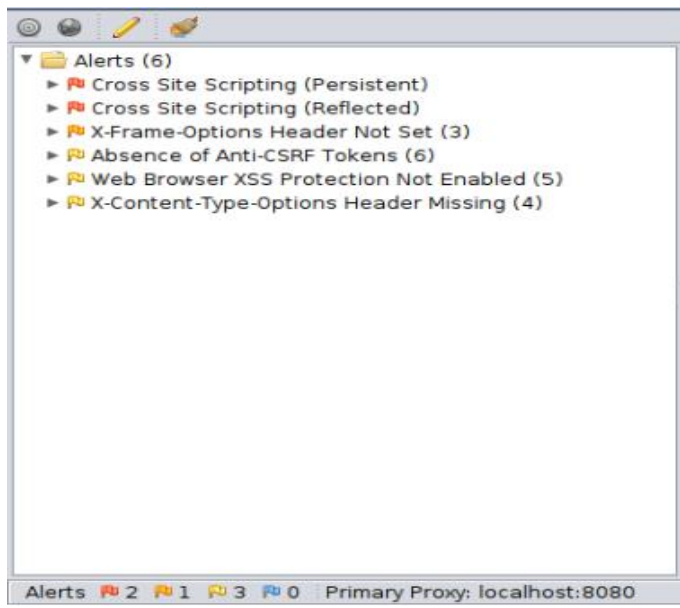 Alerts (6)
Cross Site Scripting (Persistent)
Cross Site Scripting (Reflected)
X-Frame-Options Header Not Set (3)
Absence of Anti-CSRF Tokens (6)
Web Browser XSS Protection Not Enabled (5)
X-Content-Type-Options Header Missing (4)
Alerts 2 1 3 0 Primary Proxy: localhost:8080